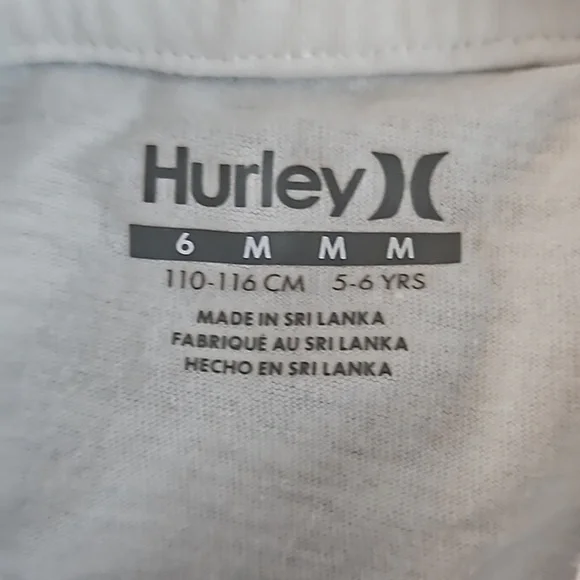 Hurley
6 M M M
110-116 CM 5-6 YRS
MADE IN SRI LANKA
FABRIQUÉ AU SRI LANKA
HECHO EN SRI LANKA